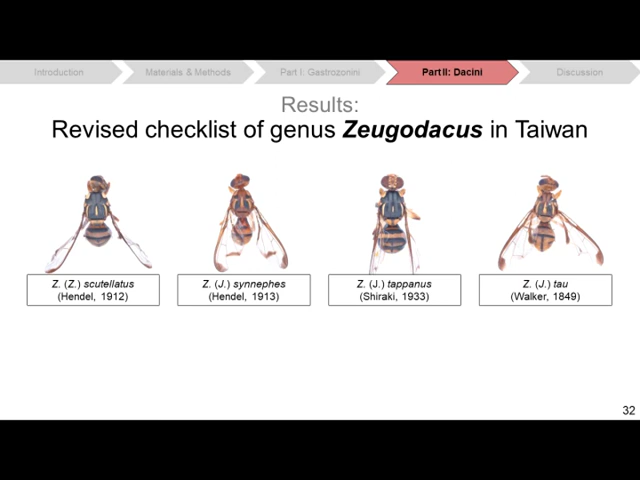 Introduction
Materials & Methods
Part I: Gastrozonini
Part II: Dacini
Discussion
Results:
Revised checklist of genus Zeugodacus in Taiwan
Z. (Z.) scutellatus
(Hendel, 1912)
Z. (J.) synnephes
(Hendel, 1913)
Z. (J.) tappanus
(Shiraki, 1933)
Z. (J.) tau
(Walker, 1849)
32